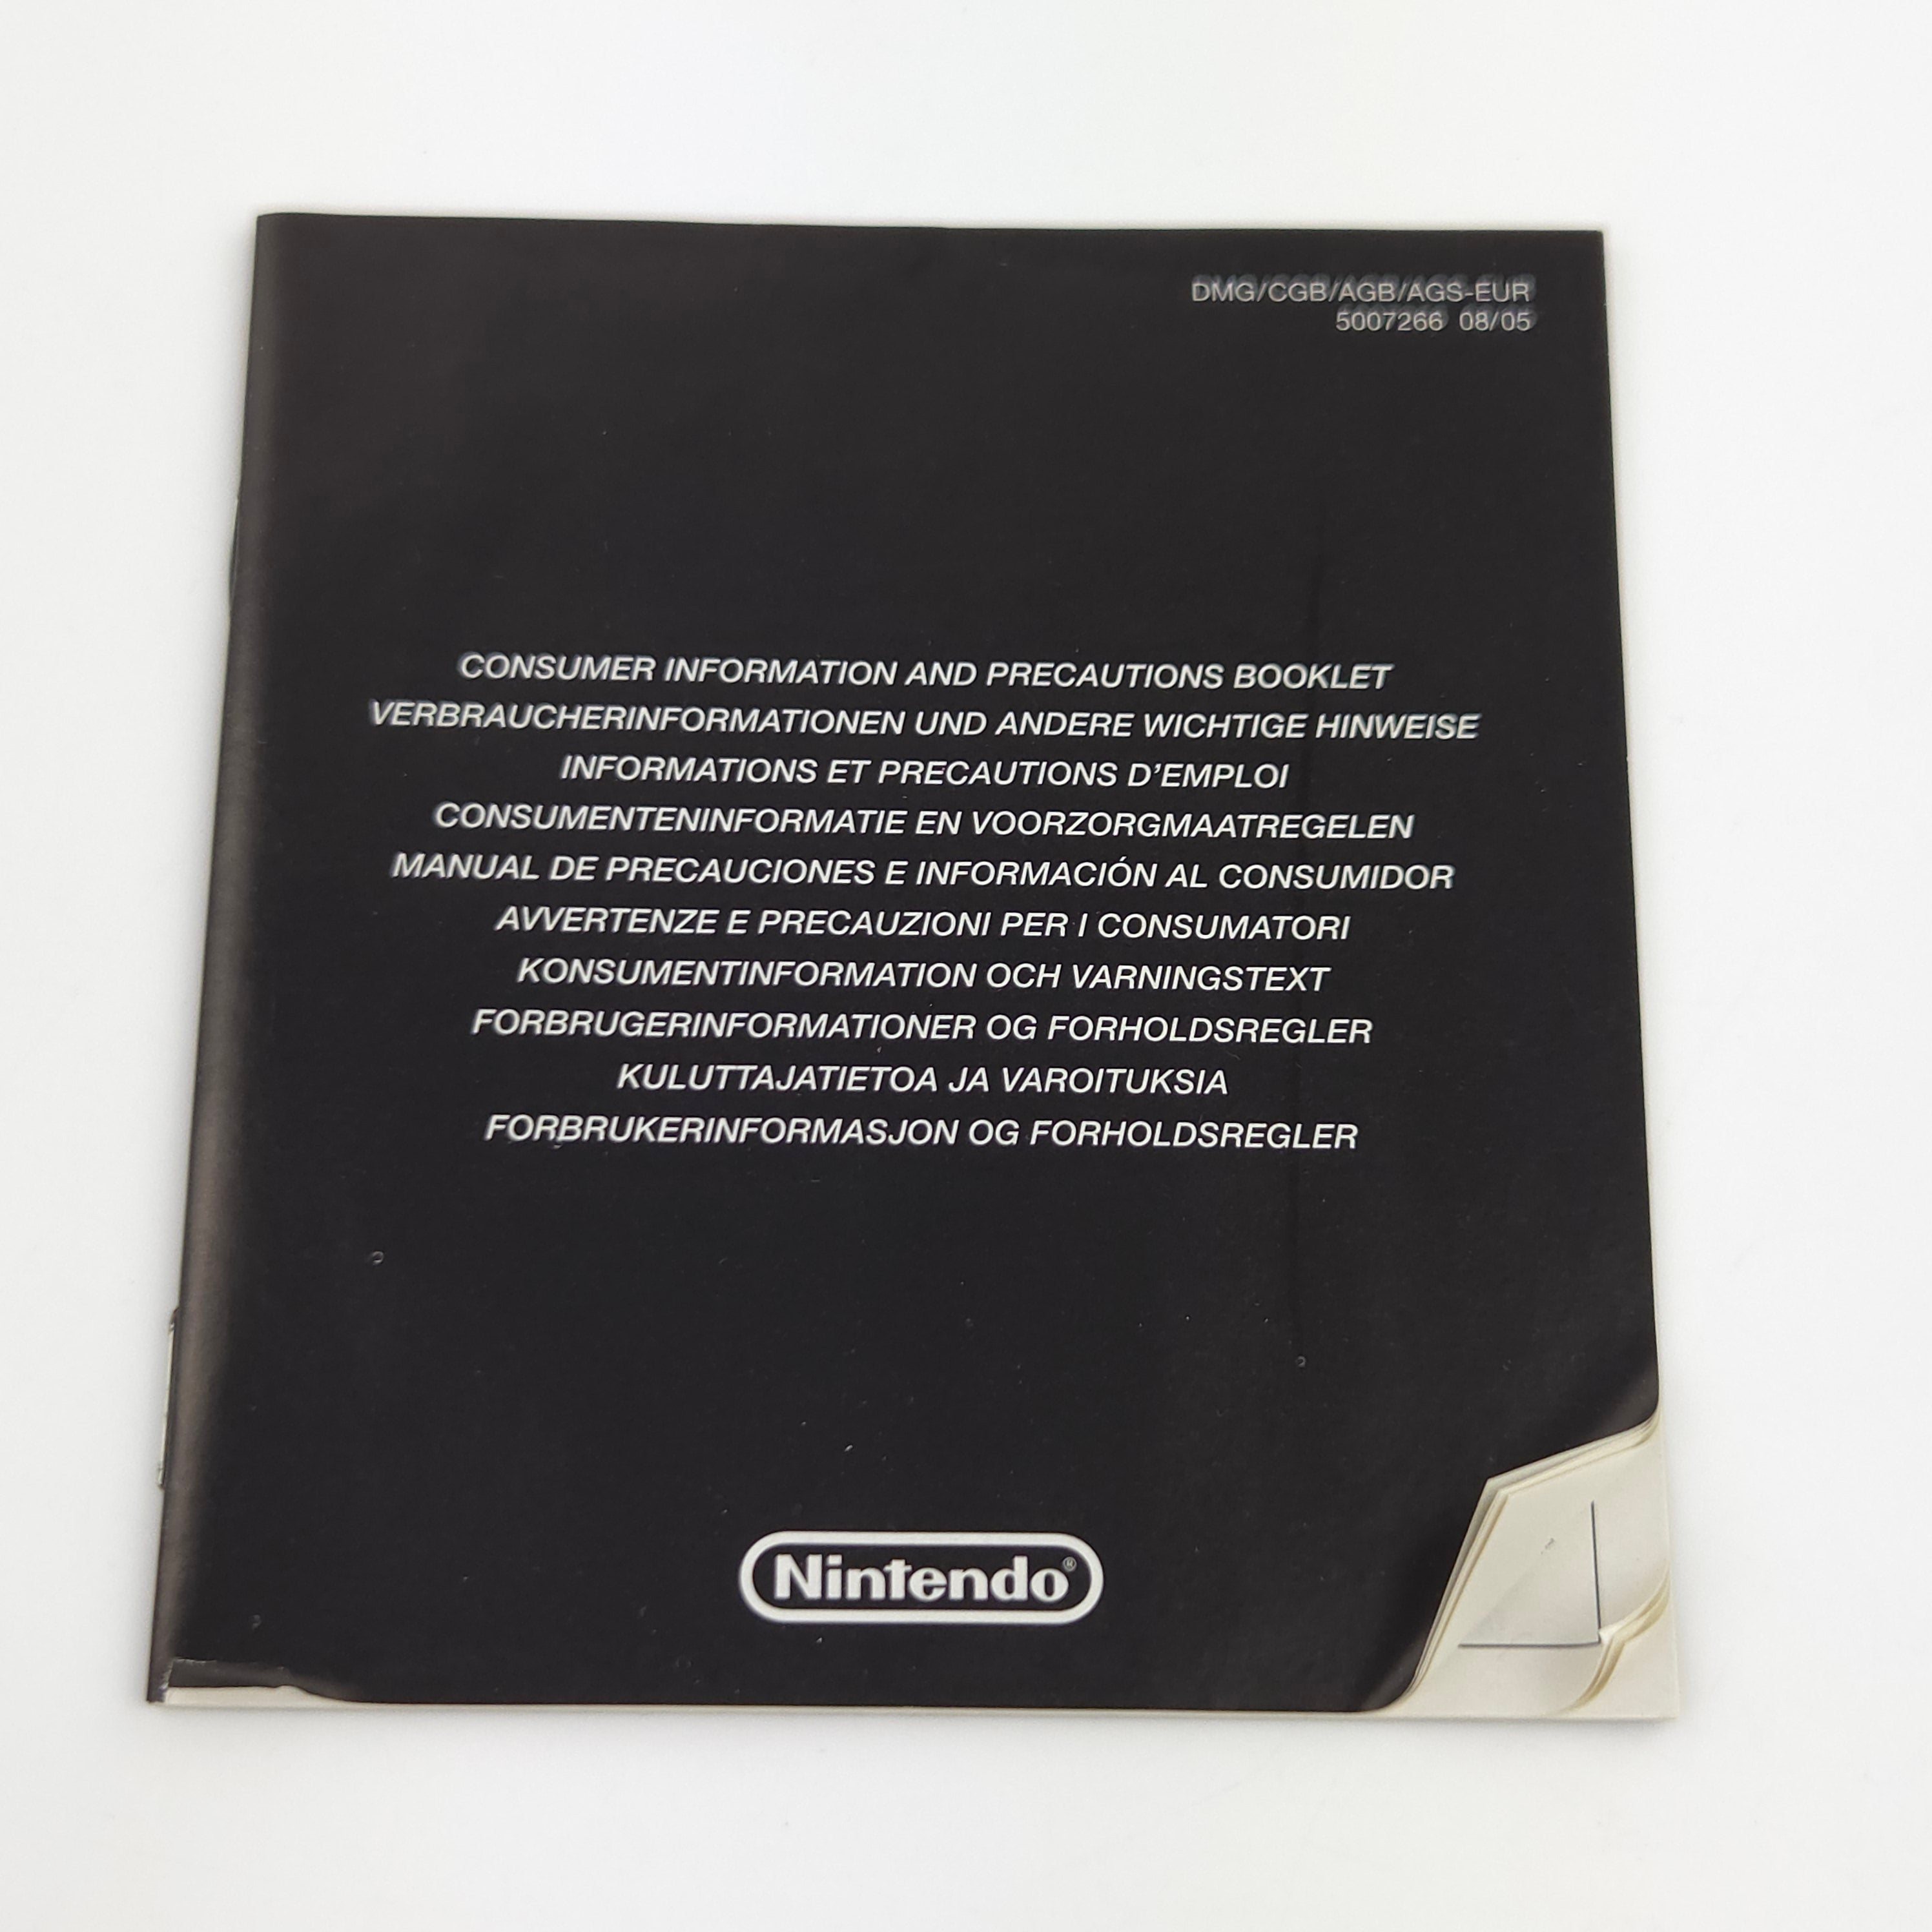 DMG/CGB/AGB/AGS-EUR
5007266 08/05
CONSUMER INFORMATION AND PRECAUTIONS BOOKLET
VERBRAUCHERINFORMATIONEN UND ANDERE WICHTIGE HINWEISE
INFORMATIONS ET PRECAUTIONS D'EMPLOI
CONSUMENTENINFORMATIE EN VOORZORGMAATREGELEN
MANUAL DE PRECAUCIONES E INFORMACIÓN AL CONSUMIDOR
AVVERTENZE E PRECAUZIONI PER I CONSUMATORI
KONSUMENTINFORMATION OCH VARNINGSTEXT
FORBRUGERINFORMATIONER OG FORHOLDSREGLER
KULUTTAJATIETOA JA VAROITUKSIA
FORBRUKERINFORMASJON OG FORHOLDSREGLER
Nintendo®